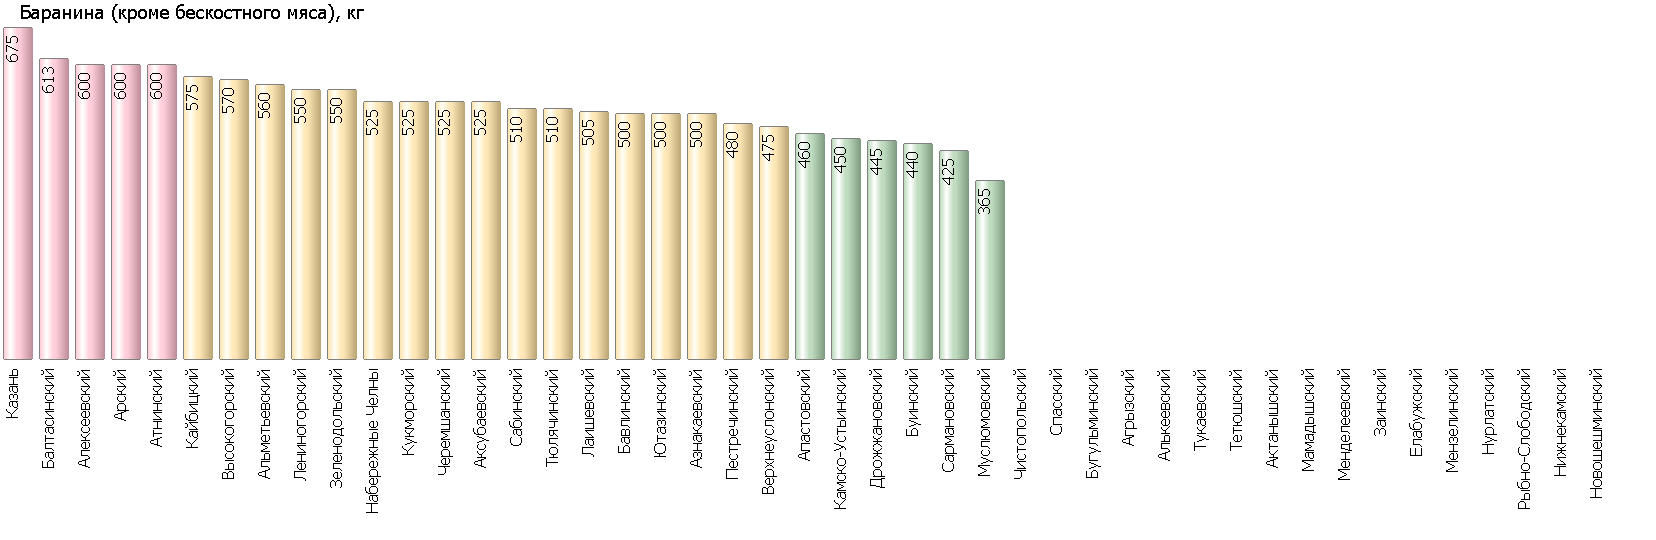 Баранина (кроме бескостного мяса), кг
675
613
600
600
600
575
570
560
550
550
525
525
525
525
510
510
505
500
500
500
480
475
460
450
445
440
425
365
Казань
Балтасинский
Алексеевский
Арский
Атнинский
Кайбицкий
Высокогорский
Альметьевский
Лениногорский
Зеленодольский
Набережные Челны
Кукморский
Черемшанский
Аксубаевский
Сабинский
Тюлячинский
Лаишевский
Бавлинский
Ютазинский
Азнакаевский
Пестречинский
Верхнеуслонский
Апастовский
Камско-Устьинский
Дрожжановский
Буинский
Сармановский
Муслюмовский
Чистопольский
Спасский
Бугульминский
Агрызский
Алькеевский
Тукаевский
Тетюшский
Актанышский
Мамадышский
Менделеевский
Заинский
Елабужский
Мензелинский
Нурлатский
Рыбно-Слободский
Нижнекамский
Новошешминский